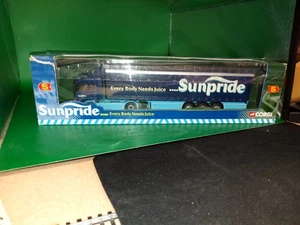 Every Body Needs Juice ....Sunpride
Sunpride.... Every Body Needs Juice
CORGI